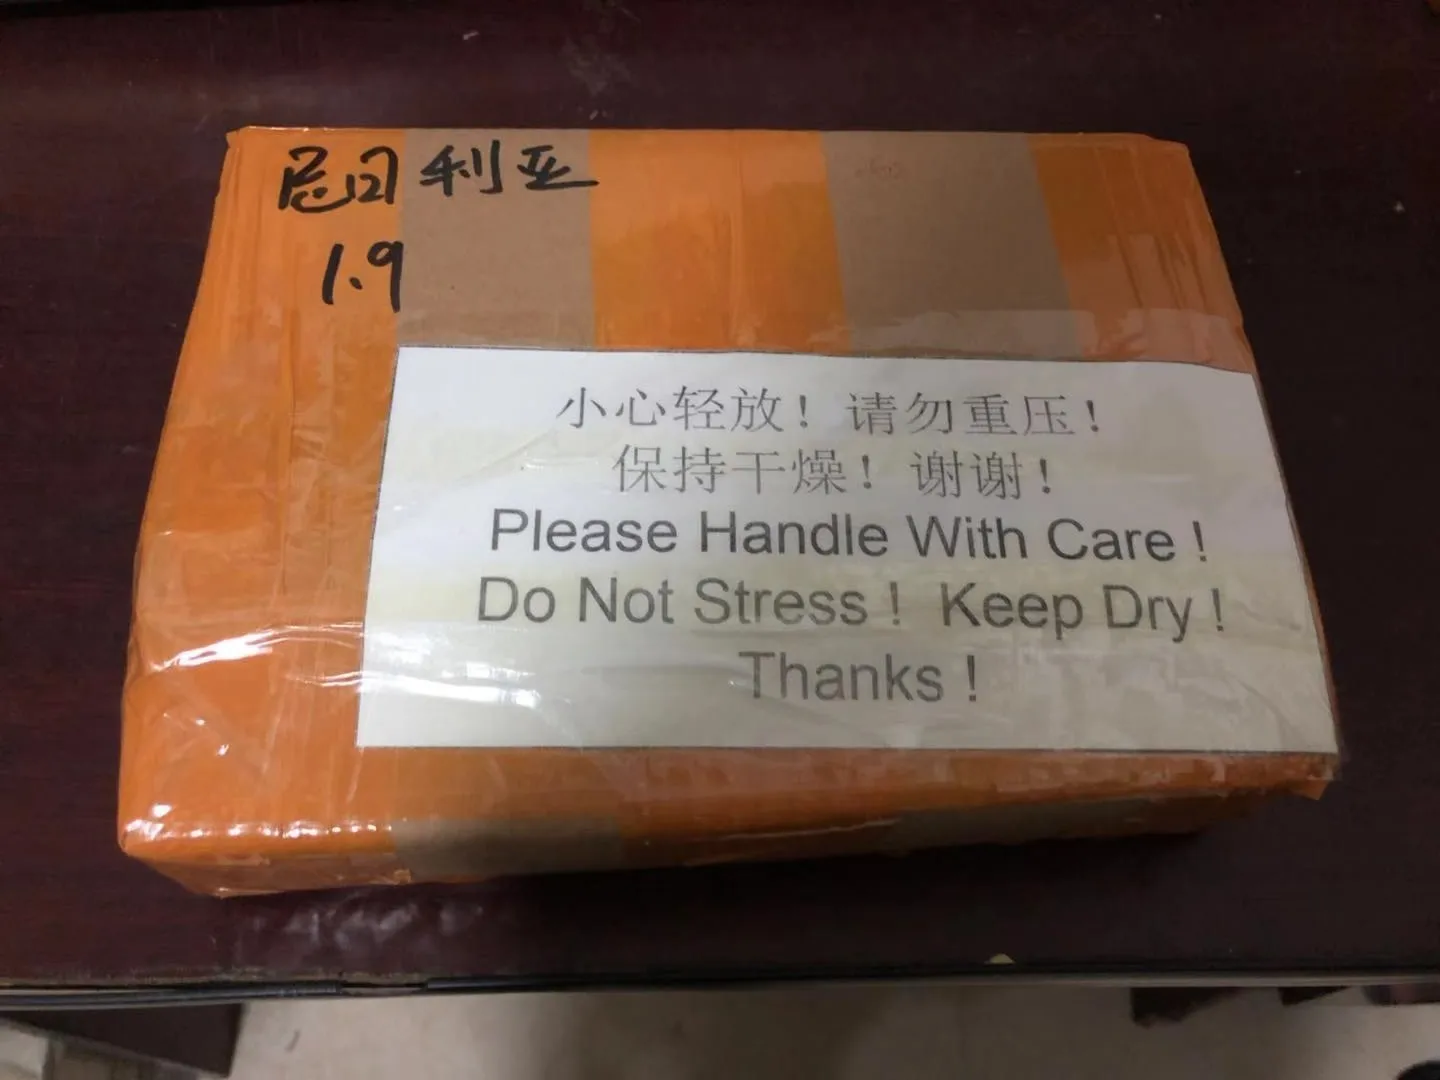 尼日利亚
1.9
小心轻放！请勿重压！
保持干燥！谢谢！
Please Handle With Care !
Do Not Stress ! Keep Dry !
Thanks !